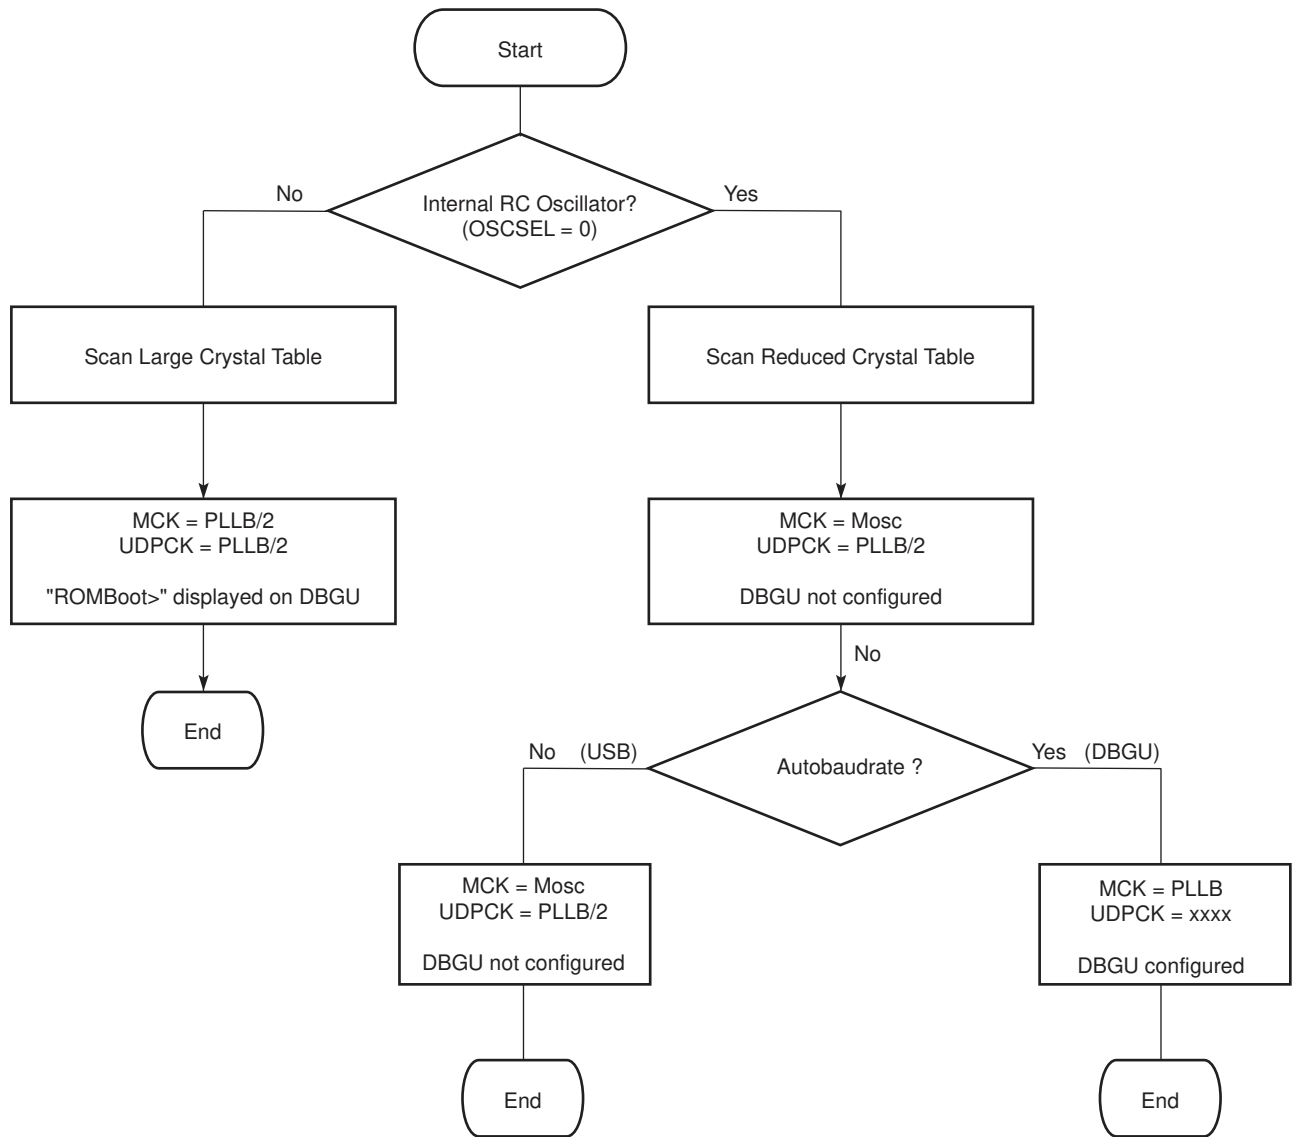 Start
No
Yes
Internal RC Oscillator?
(OSCSEL = 0)
Scan Large Crystal Table
Scan Reduced Crystal Table
MCK = PLLB/2
UDPCK = PLLB/2
"ROMBoot>" displayed on DBGU
MCK = Mosc
UDPCK = PLLB/2
DBGU not configured
No
End
No (USB)
Autobaudrate ?
Yes (DBGU)
MCK = Mosc
UDPCK = PLLB/2
DBGU not configured
MCK = PLLB
UDPCK = xxxx
DBGU configured
End
End